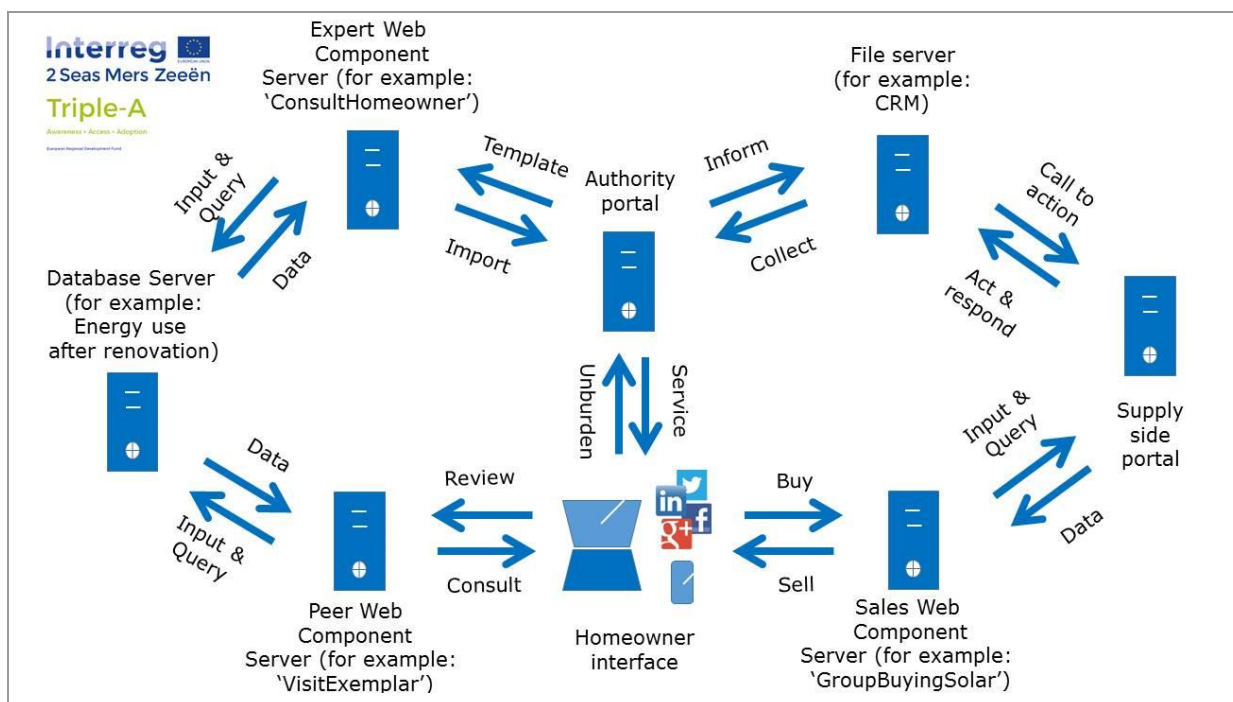 Interreg
EUROPEAN UNION
2 Seas Mers Zeeën
Triple-A
Awareness • Access • Adoption
European Regional Development Fund
Expert Web
Component
Server (for example:
‘ConsultHomeowner’)
File server
(for example:
CRM)
Input &
Query
Data
Template
Import
Authority
portal
Inform
Collect
Call to
action
Act &
respond
Database Server
(for example:
Energy use
after renovation)
Unburden
Service
Supply
side
portal
Data
Input &
Query
Review
Consult
in
f
g+
Buy
Sell
Input &
Query
Data
Peer Web
Component
Server (for example:
‘VisitExemplar’)
Homeowner
interface
Sales Web
Component
Server (for example:
‘GroupBuyingSolar’)